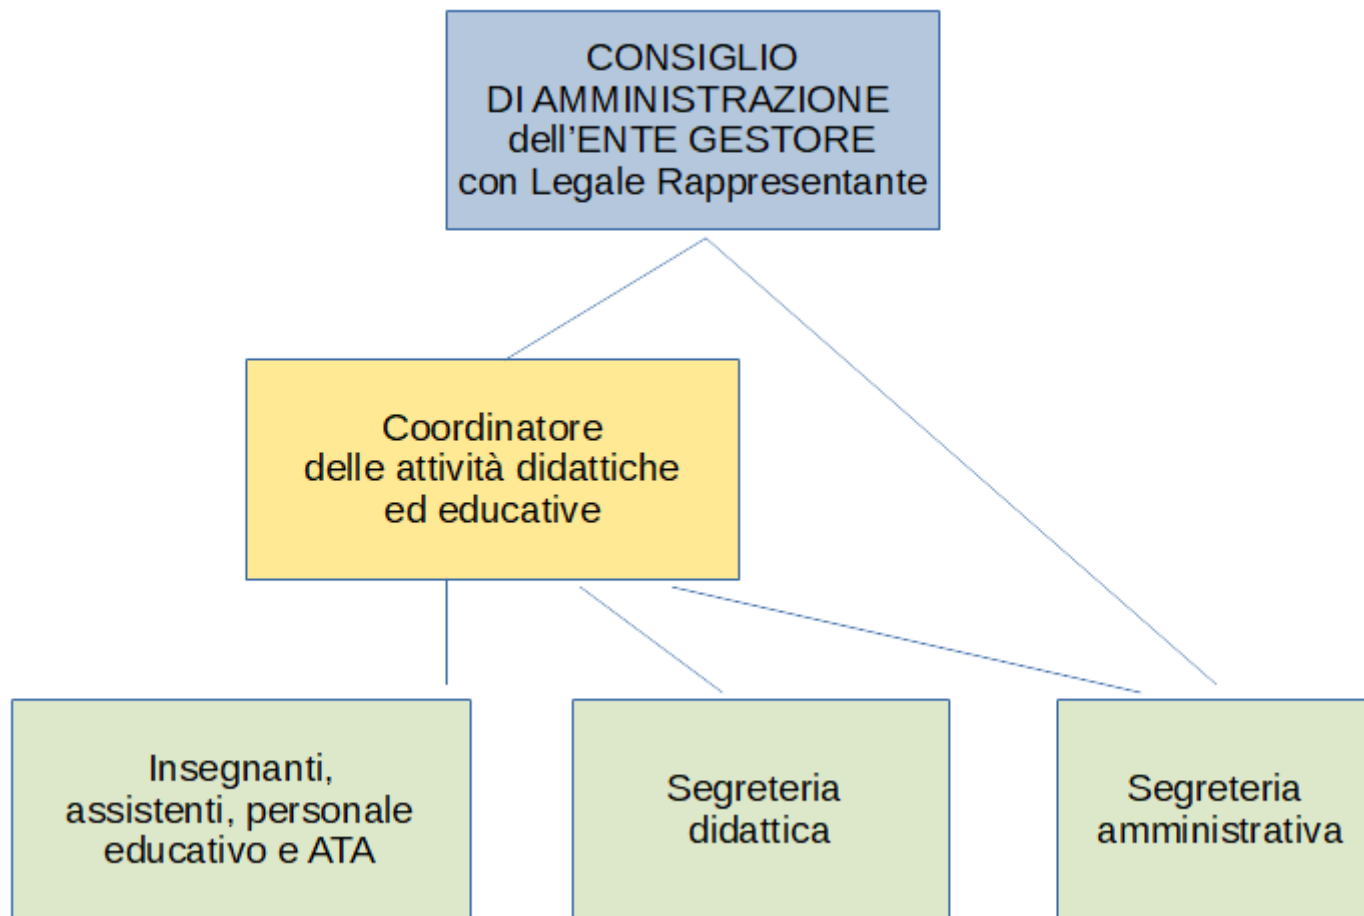 CONSIGLIO
DI AMMINISTRAZIONE
dell’ENTE GESTORE
con Legale Rappresentante
Coordinatore
delle attività didattiche
ed educative
Insegnanti,
assistenti, personale
educativo e ATA
Segreteria
didattica
Segreteria
amministrativa